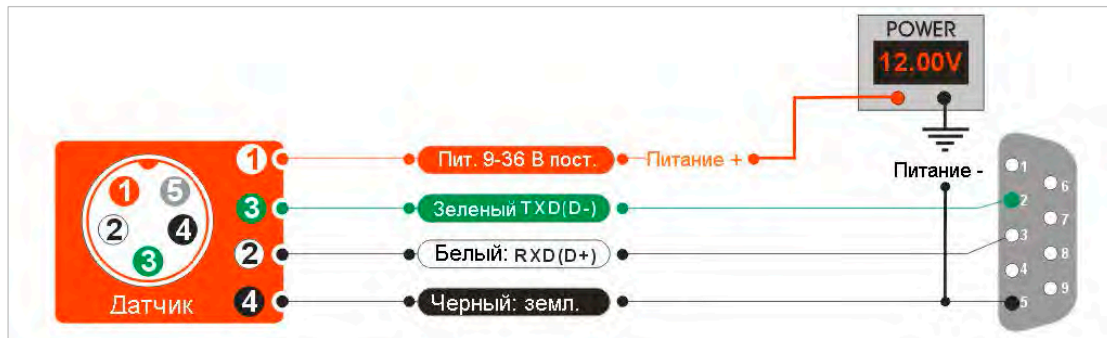 POWER
12.00V
1 Пит. 9-36 В пост. Питание +
Питание -
3 Зеленый TXD(D-)
2 Белый: RXD(D+)
4 Черный: земл.
1 5
2 4
3
Датчик
1
6
2
7
3
8
4
9
5